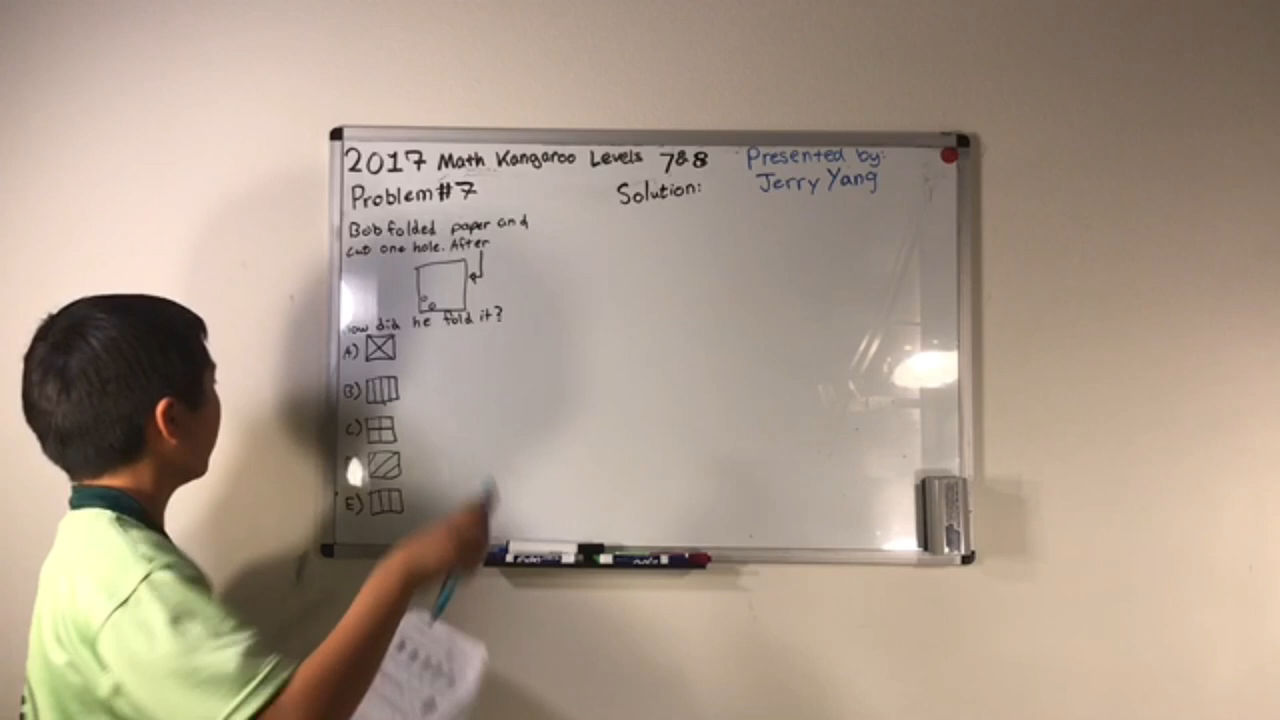 2017 Math Kangaroo Levels 7&8
Presented by:
Jerry Yang
Problem #7
Solution:
Bob folded paper and
cut one hole. After
how did he fold it?
A)
B)
C)
E)